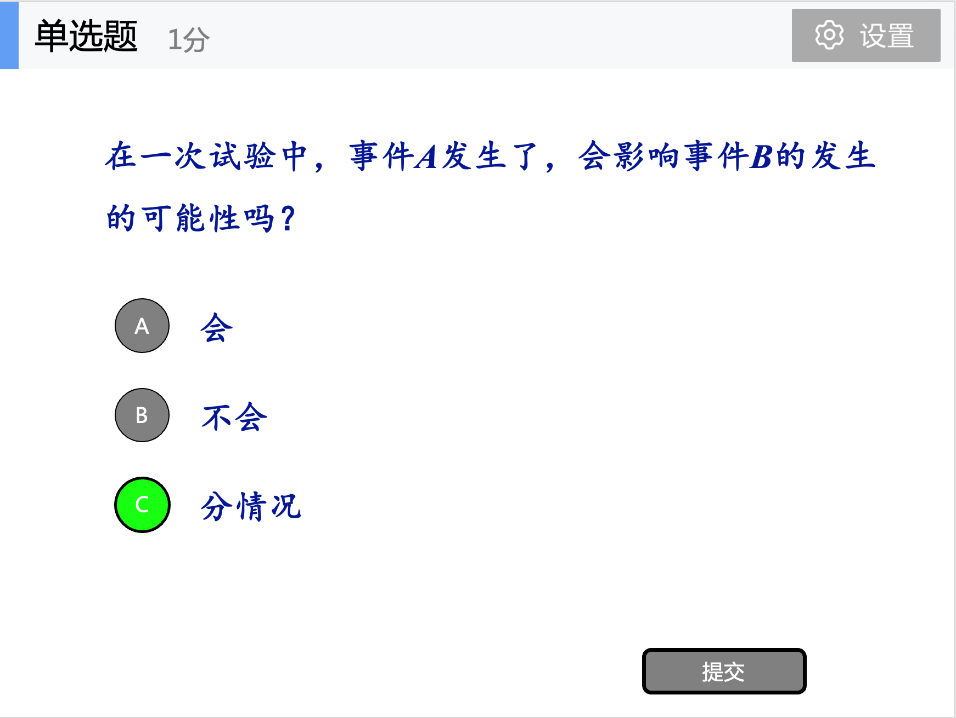 单选题 1分 设置
在一次试验中，事件A发生了，会影响事件B的发生
的可能性吗？
A 会
B 不会
C 分情况
提交